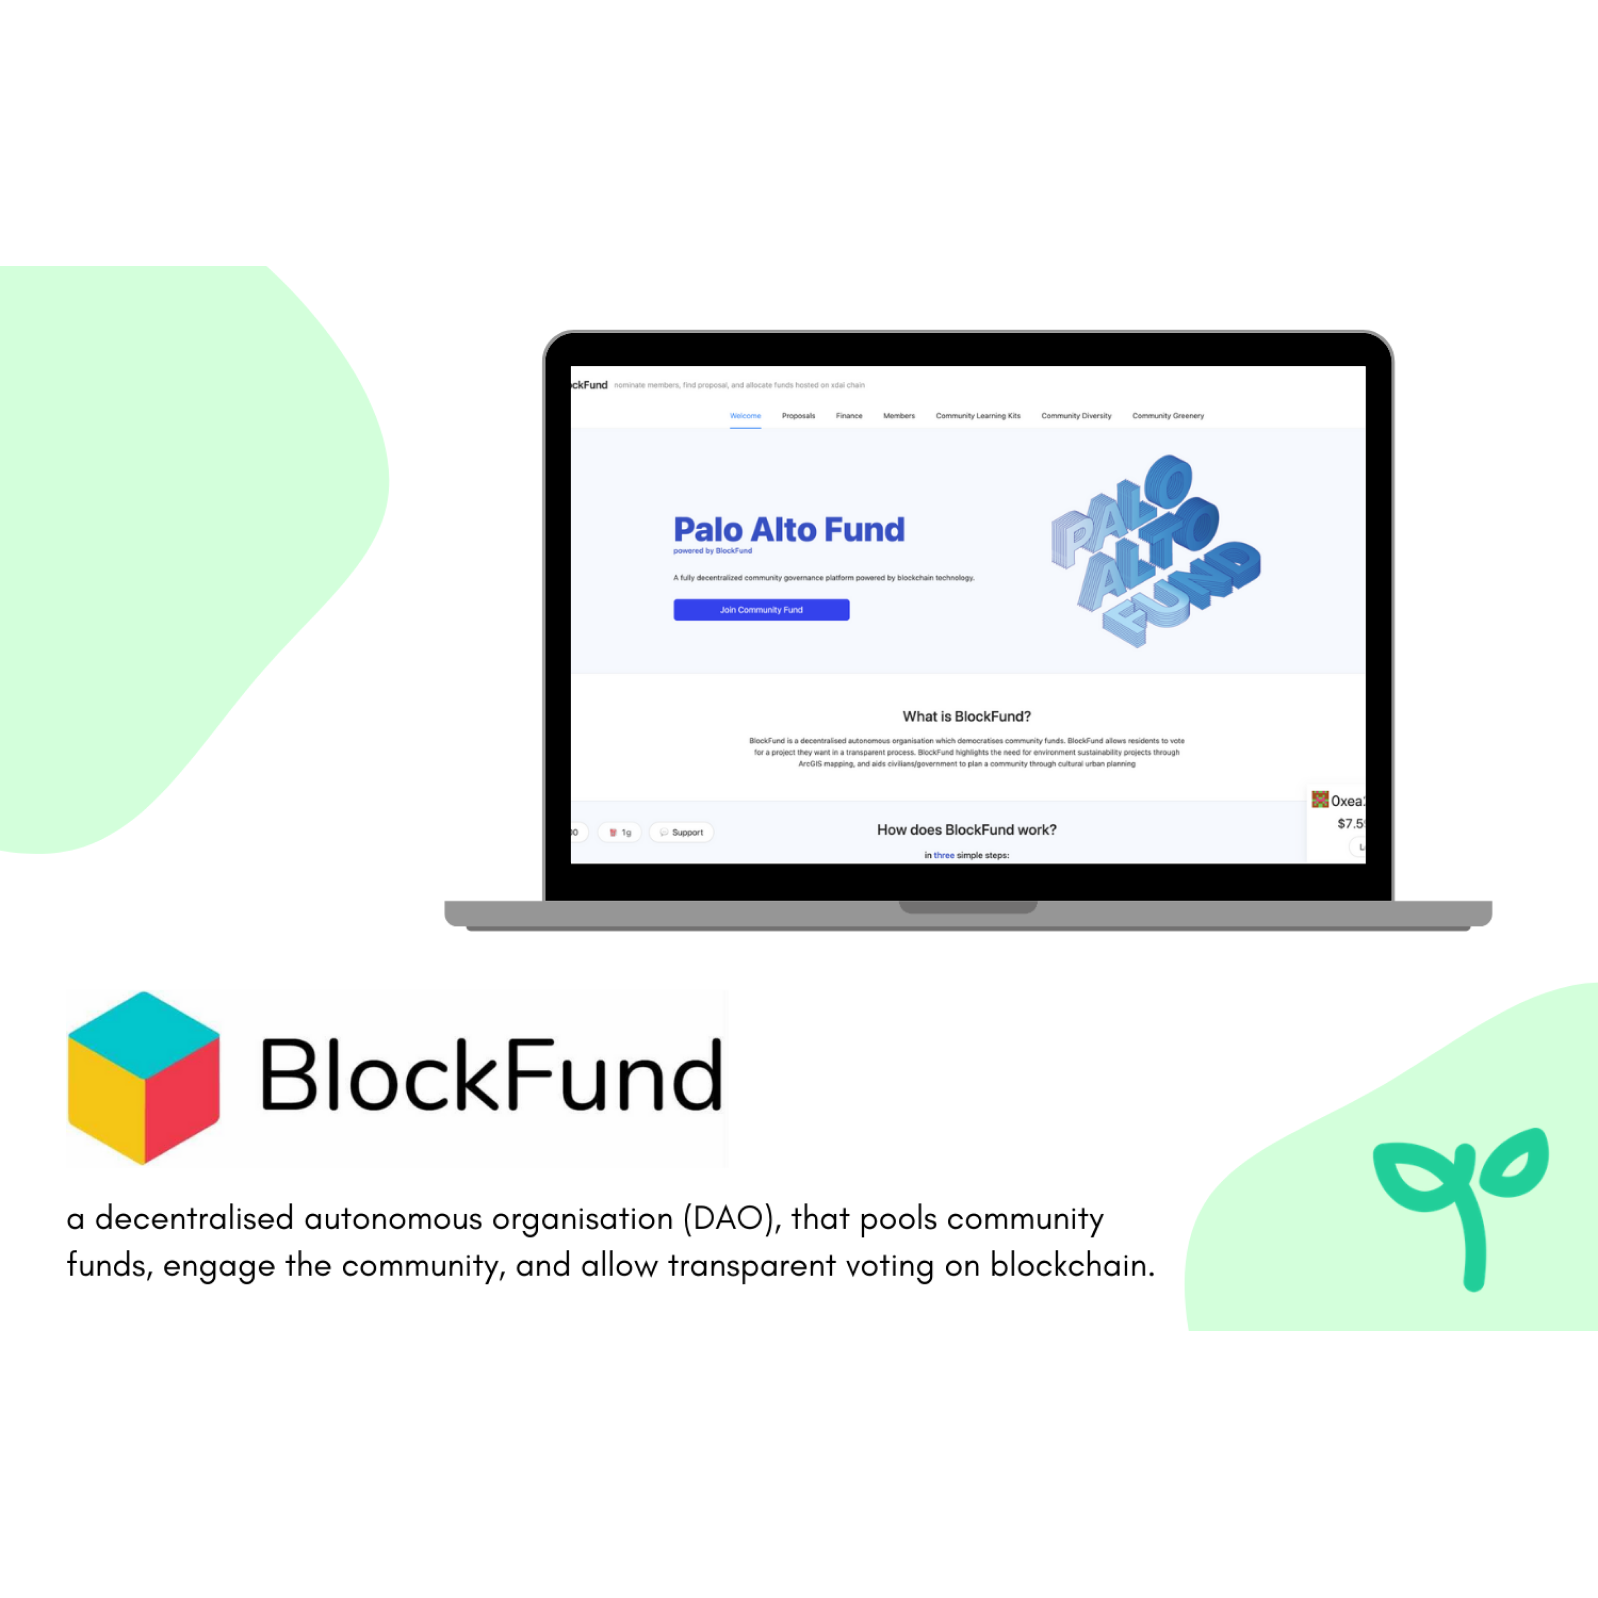 ckFund nominate members, find proposal, and allocate funds hosted on xdai chain
Welcome Proposals Finance Members Community Learning Kits Community Diversity Community Greenery
Palo Alto Fund
powered by BlockFund
A fully decentralized community governance platform powered by blockchain technology.
Join Community Fund
PALO
ALTO
FUND
What is BlockFund?
BlockFund is a decentralised autonomous organisation which democratises community funds. BlockFund allows residents to vote
for a project they want in a transparent process. BlockFund highlights the need for environment sustainability projects through
ArcGIS mapping, and aids civilians/government to plan a community through cultural urban planning
0xea
$7.5
1g Support
How does BlockFund work?
in three simple steps:
BlockFund
a decentralised autonomous organisation (DAO), that pools community
funds, engage the community, and allow transparent voting on blockchain.